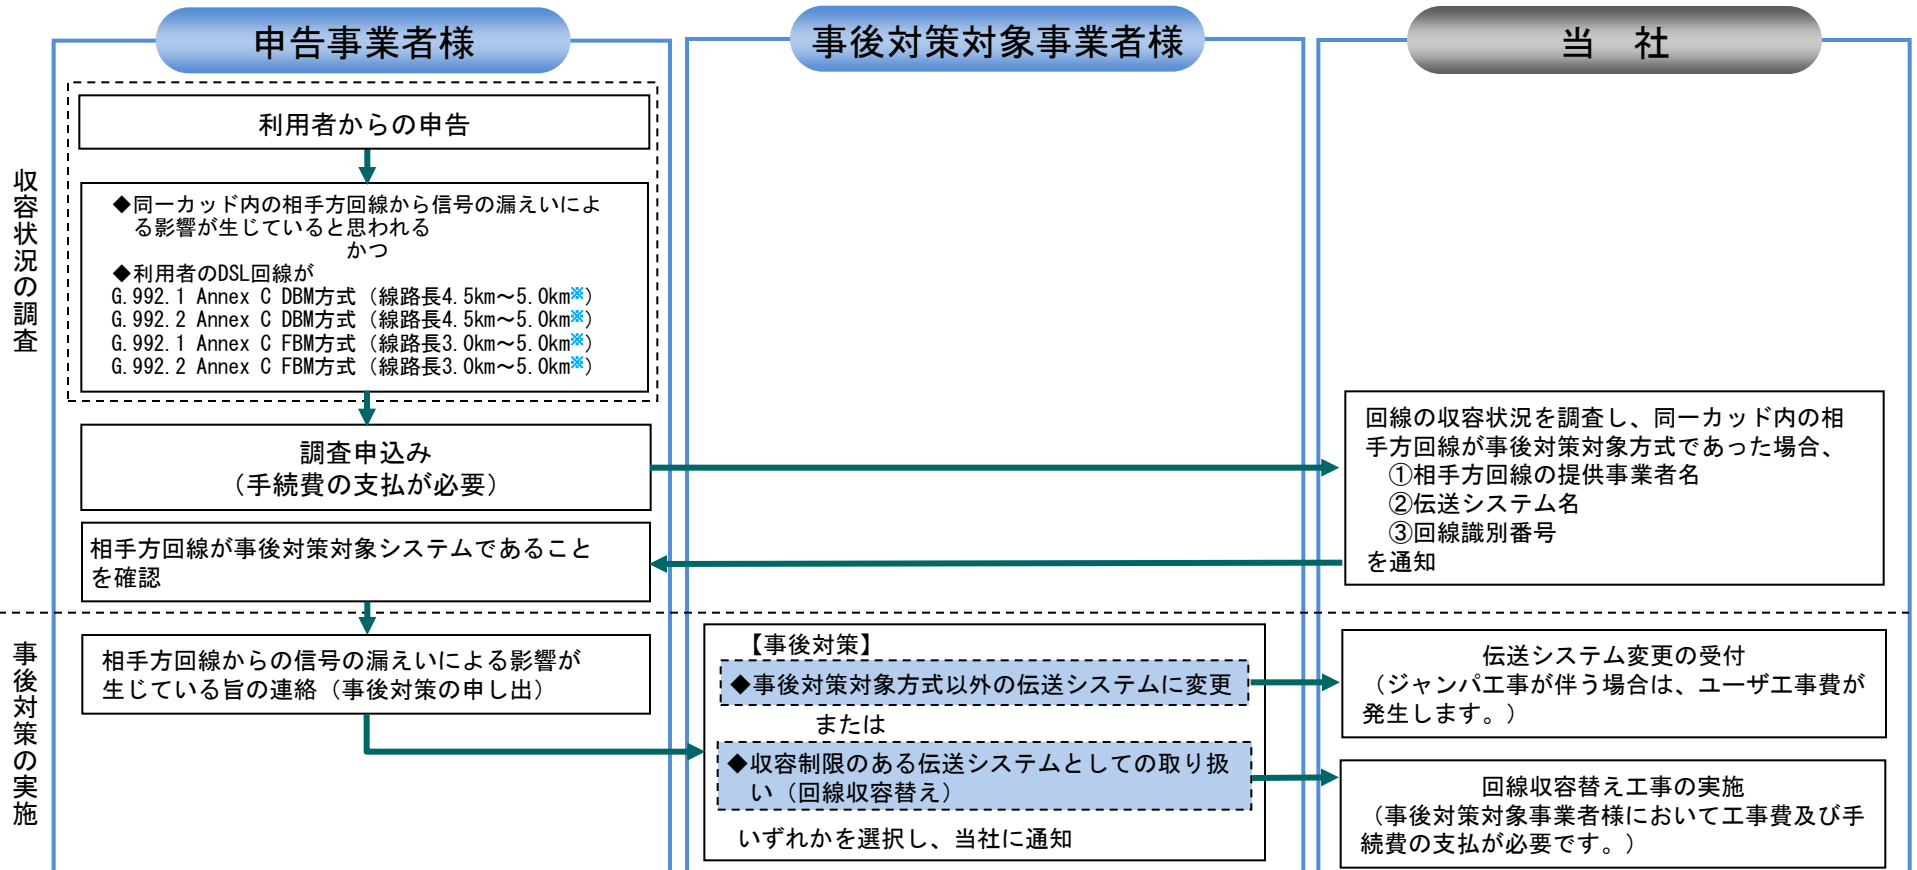 申告事業者様
事後対策対象事業者様
当　社
収容状況の調査
利用者からの申告
◆同一カッド内の相手方回線から信号の漏えいによ
る影響が生じていると思われる
かつ
◆利用者のDSL回線が
G.992.1 Annex C DBM方式（線路長4.5km～5.0km※）
G.992.2 Annex C DBM方式（線路長4.5km～5.0km※）
G.992.1 Annex C FBM方式（線路長3.0km～5.0km※）
G.992.2 Annex C FBM方式（線路長3.0km～5.0km※）
調査申込み
（手続費の支払が必要）
回線の収容状況を調査し、同一カッド内の相
手方回線が事後対策対象方式であった場合、
①相手方回線の提供事業者名
②伝送システム名
③回線識別番号
を通知
相手方回線が事後対策対象システムであること
を確認
事後対策の実施
相手方回線からの信号の漏えいによる影響が
生じている旨の連絡（事後対策の申し出）
【事後対策】
◆事後対策対象方式以外の伝送システムに変更
または
◆収容制限のある伝送システムとしての取り扱
い（回線収容替え）
いずれかを選択し、当社に通知
伝送システム変更の受付
（ジャンパ工事が伴う場合は、ユーザ工事費が
発生します。）
回線収容替え工事の実施
（事後対策対象事業者様において工事費及び手
続費の支払が必要です。）